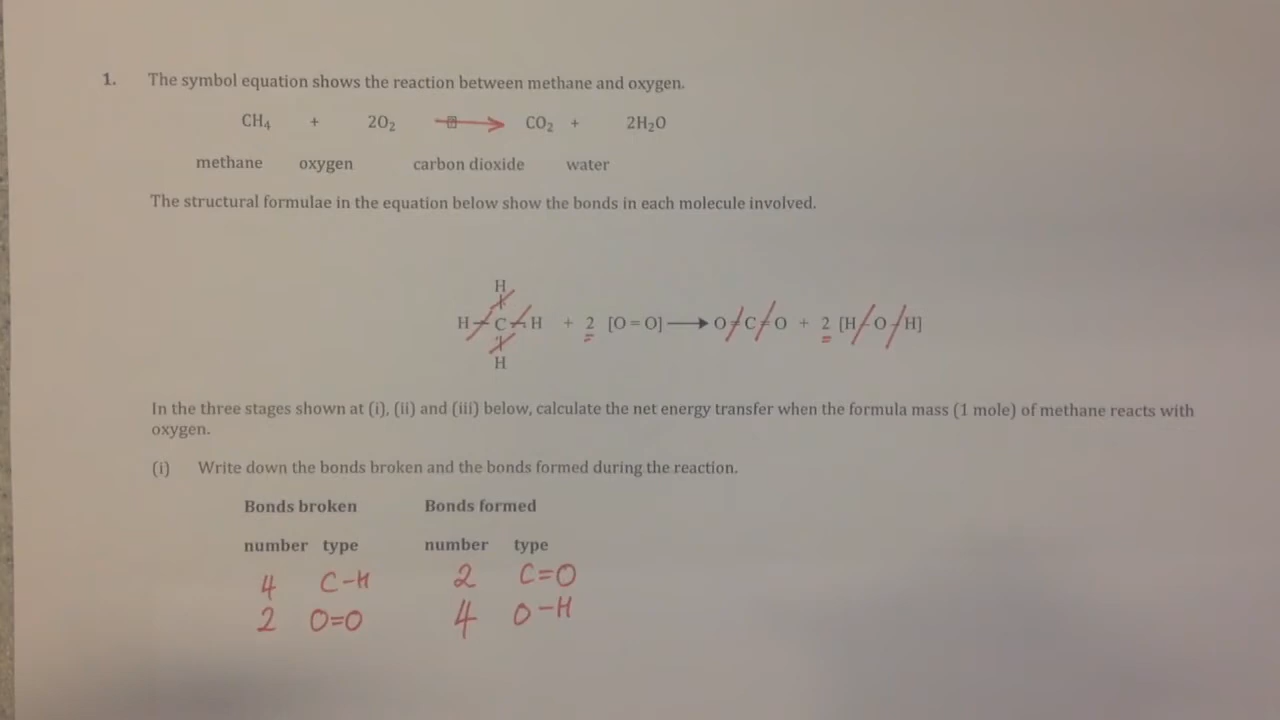 1. The symbol equation shows the reaction between methane and oxygen.
CH₄ + 2O₂ → CO₂ + 2H₂O
methane oxygen carbon dioxide water
The structural formulae in the equation below show the bonds in each molecule involved.
H
H – C – H + 2 [O = O] → O = C = O + 2 [H – O – H]
H
In the three stages shown at (i), (ii) and (iii) below, calculate the net energy transfer when the formula mass (1 mole) of methane reacts with
oxygen.
(i) Write down the bonds broken and the bonds formed during the reaction.
Bonds broken Bonds formed
number type number type
4 C-H 2 C=O
2 O=O 4 O-H